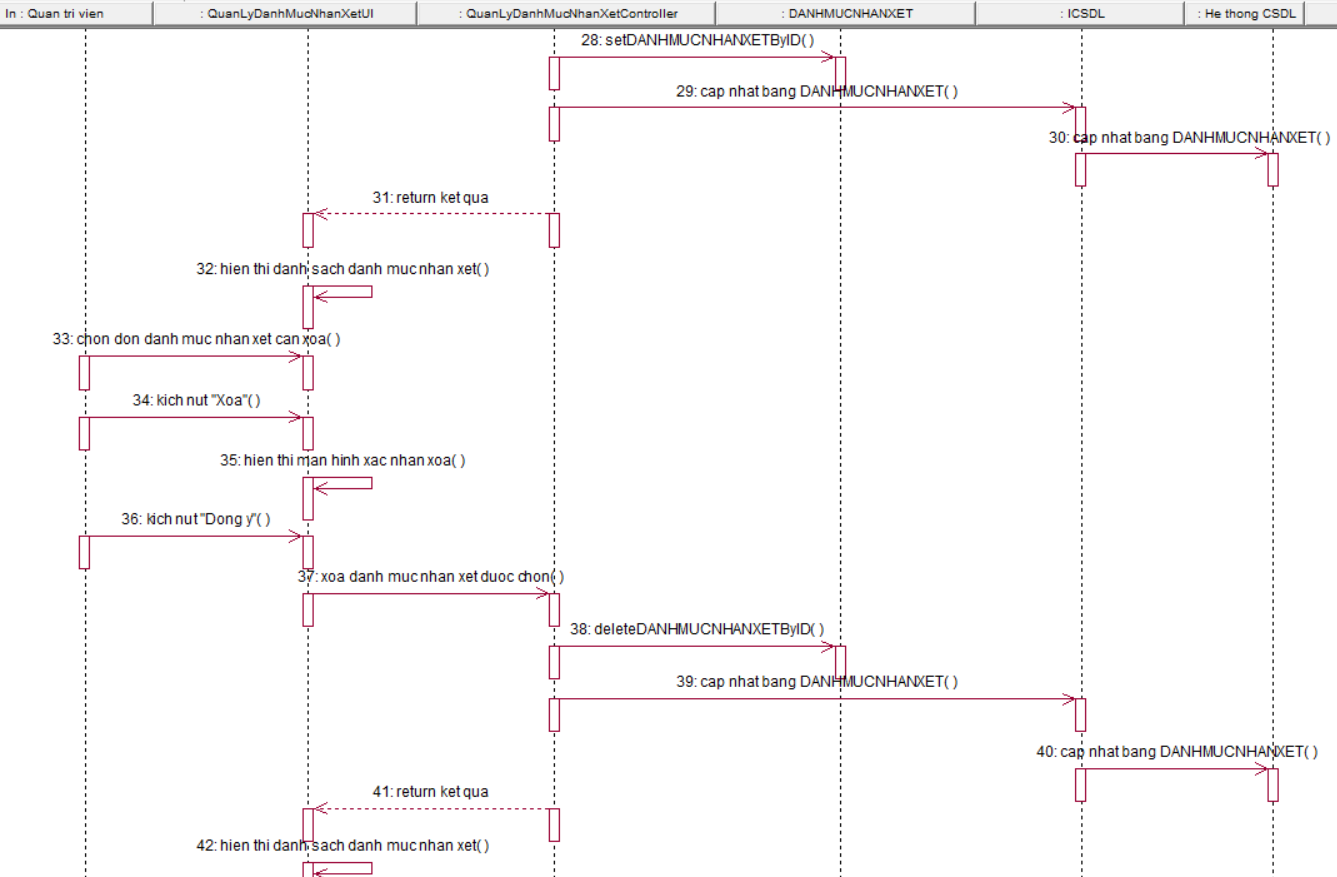 In : Quan tri vien
: QuanLyDanhMucNhanXetUI
: QuanLyDanhMucNhanXetController
: DANHMUCNHANXET
: ICSDL
: He thong CSDL
28: setDANHMUCNHANXETByID( )
29: cap nhat bang DANHMUCNHANXET( )
30: cap nhat bang DANHMUCNHANXET( )
31: return ket qua
32: hien thi danh sach danh muc nhan xet( )
33: chon don danh muc nhan xet can xoa( )
34: kich nut "Xoa"( )
35: hien thi man hinh xac nhan xoa( )
36: kich nut "Dong y"( )
37: xoa danh muc nhan xet duoc chon( )
38: deleteDANHMUCNHANXETByID( )
39: cap nhat bang DANHMUCNHANXET( )
40: cap nhat bang DANHMUCNHANXET( )
41: return ket qua
42: hien thi danh sach danh muc nhan xet( )